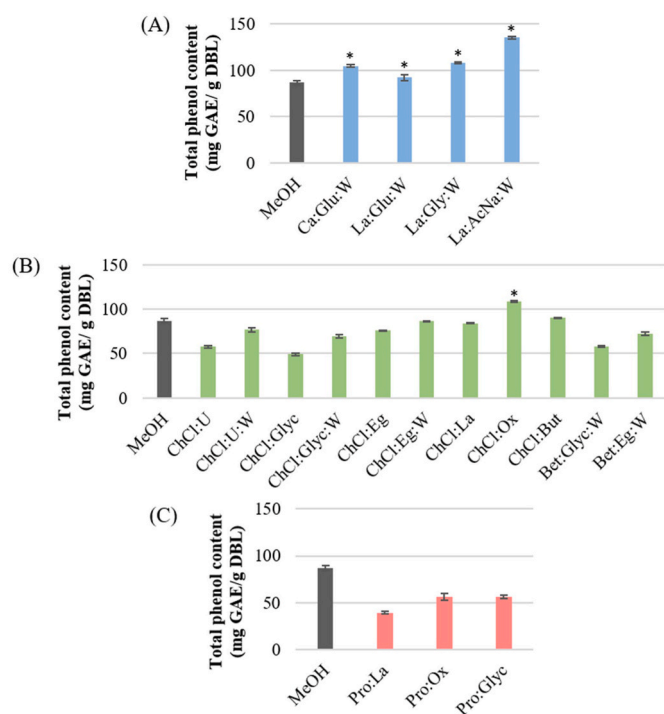 (A)
Total phenol content
(mg GAE/ g DBL)
150
100
50
0
*
*
*
*
MeOH
Ca:Glu:W
La:Glu:W
La:Gly:W
La:AcNa:W
(B)
Total phenol content
(mg GAE/ g DBL)
150
100
50
0
*
MeOH
ChCl:U
ChCl:U:W
ChCl:Glyc
ChCl:Glyc:W
ChCl:Eg
ChCl:Eg:W
ChCl:La
ChCl:Ox
ChCl:But
Bet:Glyc:W
Bet:Eg:W
(C)
Total phenol content
(mg GAE/g DBL)
150
100
50
0
MeOH
Pro:La
Pro:Ox
Pro:Glyc